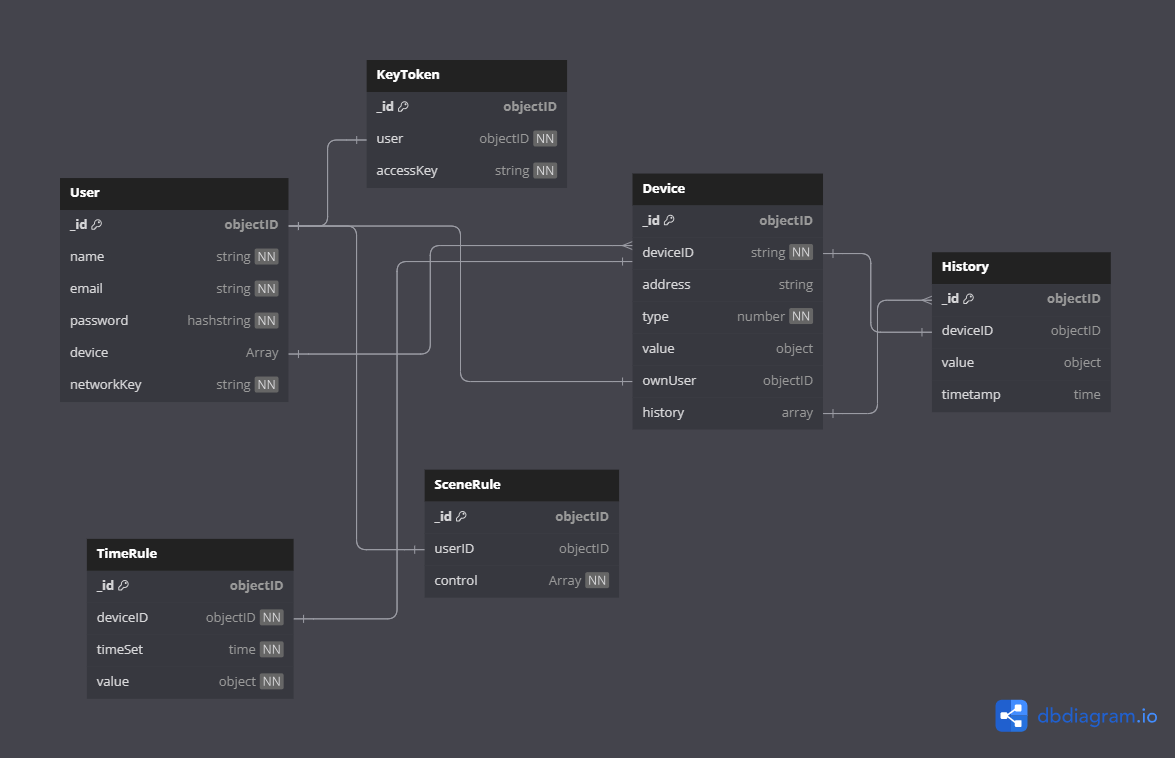 KeyToken
_id objectID
user objectID NN
accessKey string NN
User
_id objectID
name string NN
email string NN
password hashstring NN
device Array
networkKey string NN
Device
_id objectID
deviceID string NN
address string
type number NN
value object
ownUser objectID
history array
History
_id objectID
deviceID objectID
value object
timetamp time
SceneRule
_id objectID
userID objectID
control Array NN
TimeRule
_id objectID
deviceID objectID NN
timeSet time NN
value object NN
dbdiagram.io